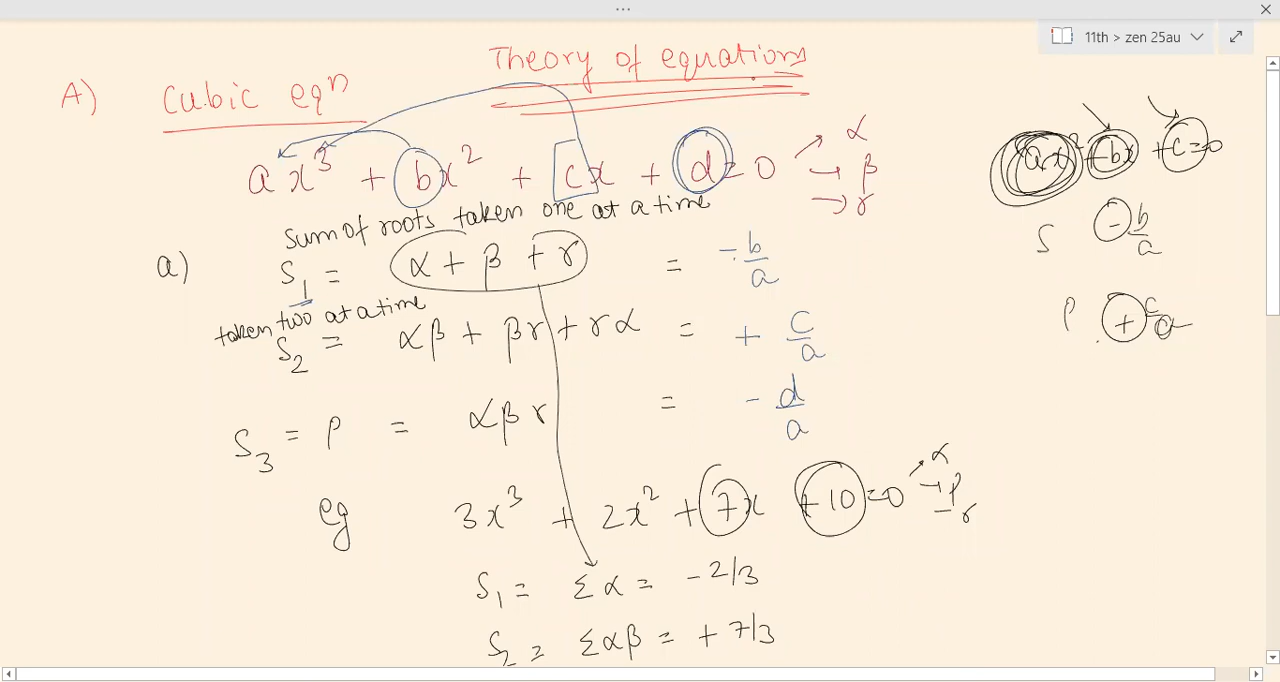 11th > zen 25au
Theory of equations
A) Cubic eqⁿ
ax³ + bx² + cx + d = 0 → α → β → γ
ax² + bx + c = 0
S -b/a
P + c/a
Sum of roots taken one at a time
a) S₁ = α + β + γ = -b/a
taken two at a time
S₂ = αβ + βγ + γα = + c/a
S₃ = P = αβγ = - d/a
eg 3x³ + 2x² + 7x + 10 = 0 → α → β - γ
S₁ = Σα = -2/3
S₂ = Σαβ = + 7/3